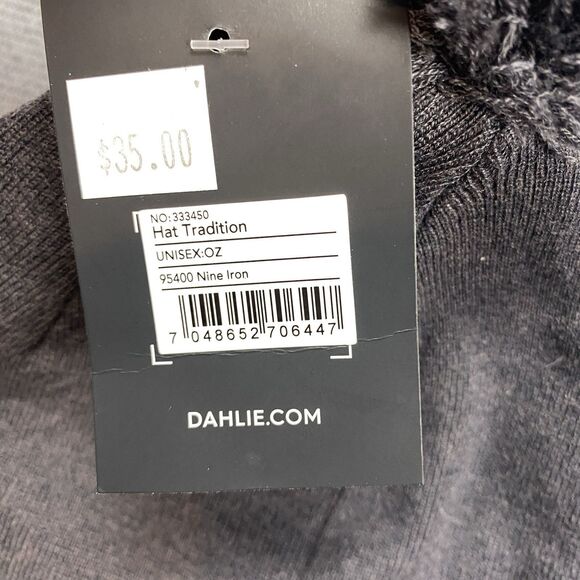 $35.00
NO:333450
Hat Tradition
UNISEX:OZ
95400 Nine Iron
7 048652 706447
DAHLIE.COM